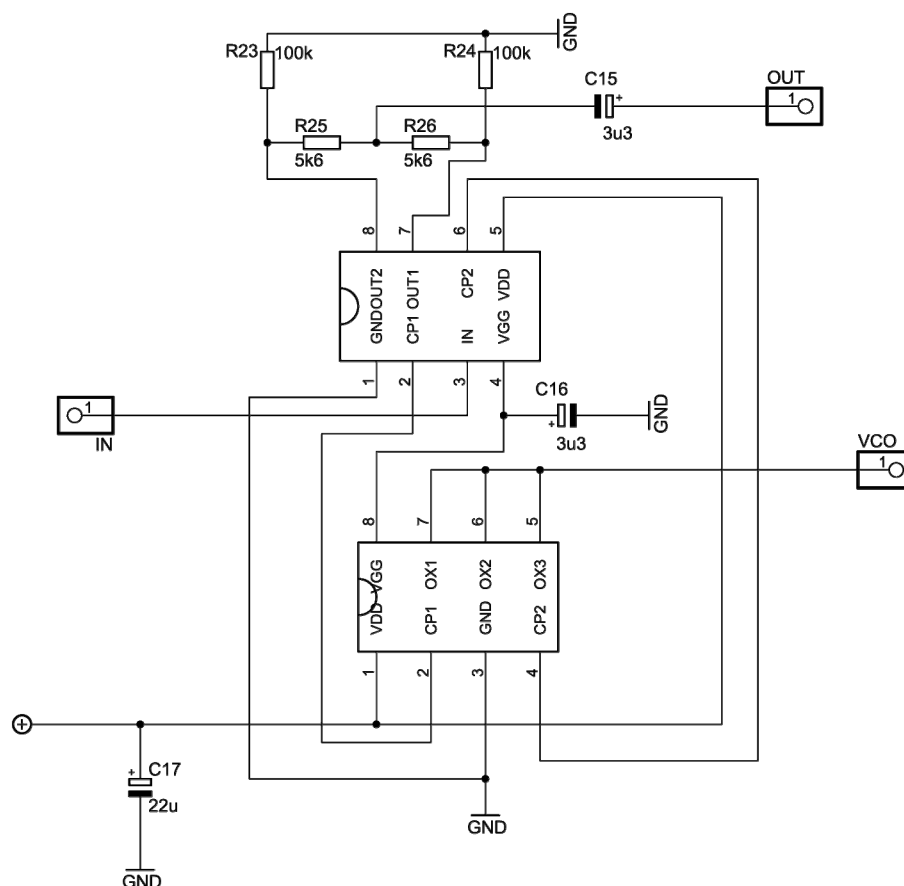 GND
R23
100k
R24
100k
C15
+
3u3
OUT
1
R25
5k6
R26
5k6
8
7
6
5
GNDOUT2
CP1 OUT1
IN
CP2
VGG VDD
1
2
3
4
1
IN
C16
+
3u3
GND
VCO
1
8
7
6
5
VDD VGG
CP1 OX1
GND OX2
CP2 OX3
1
2
3
4
+
C17
22u
GND
GND